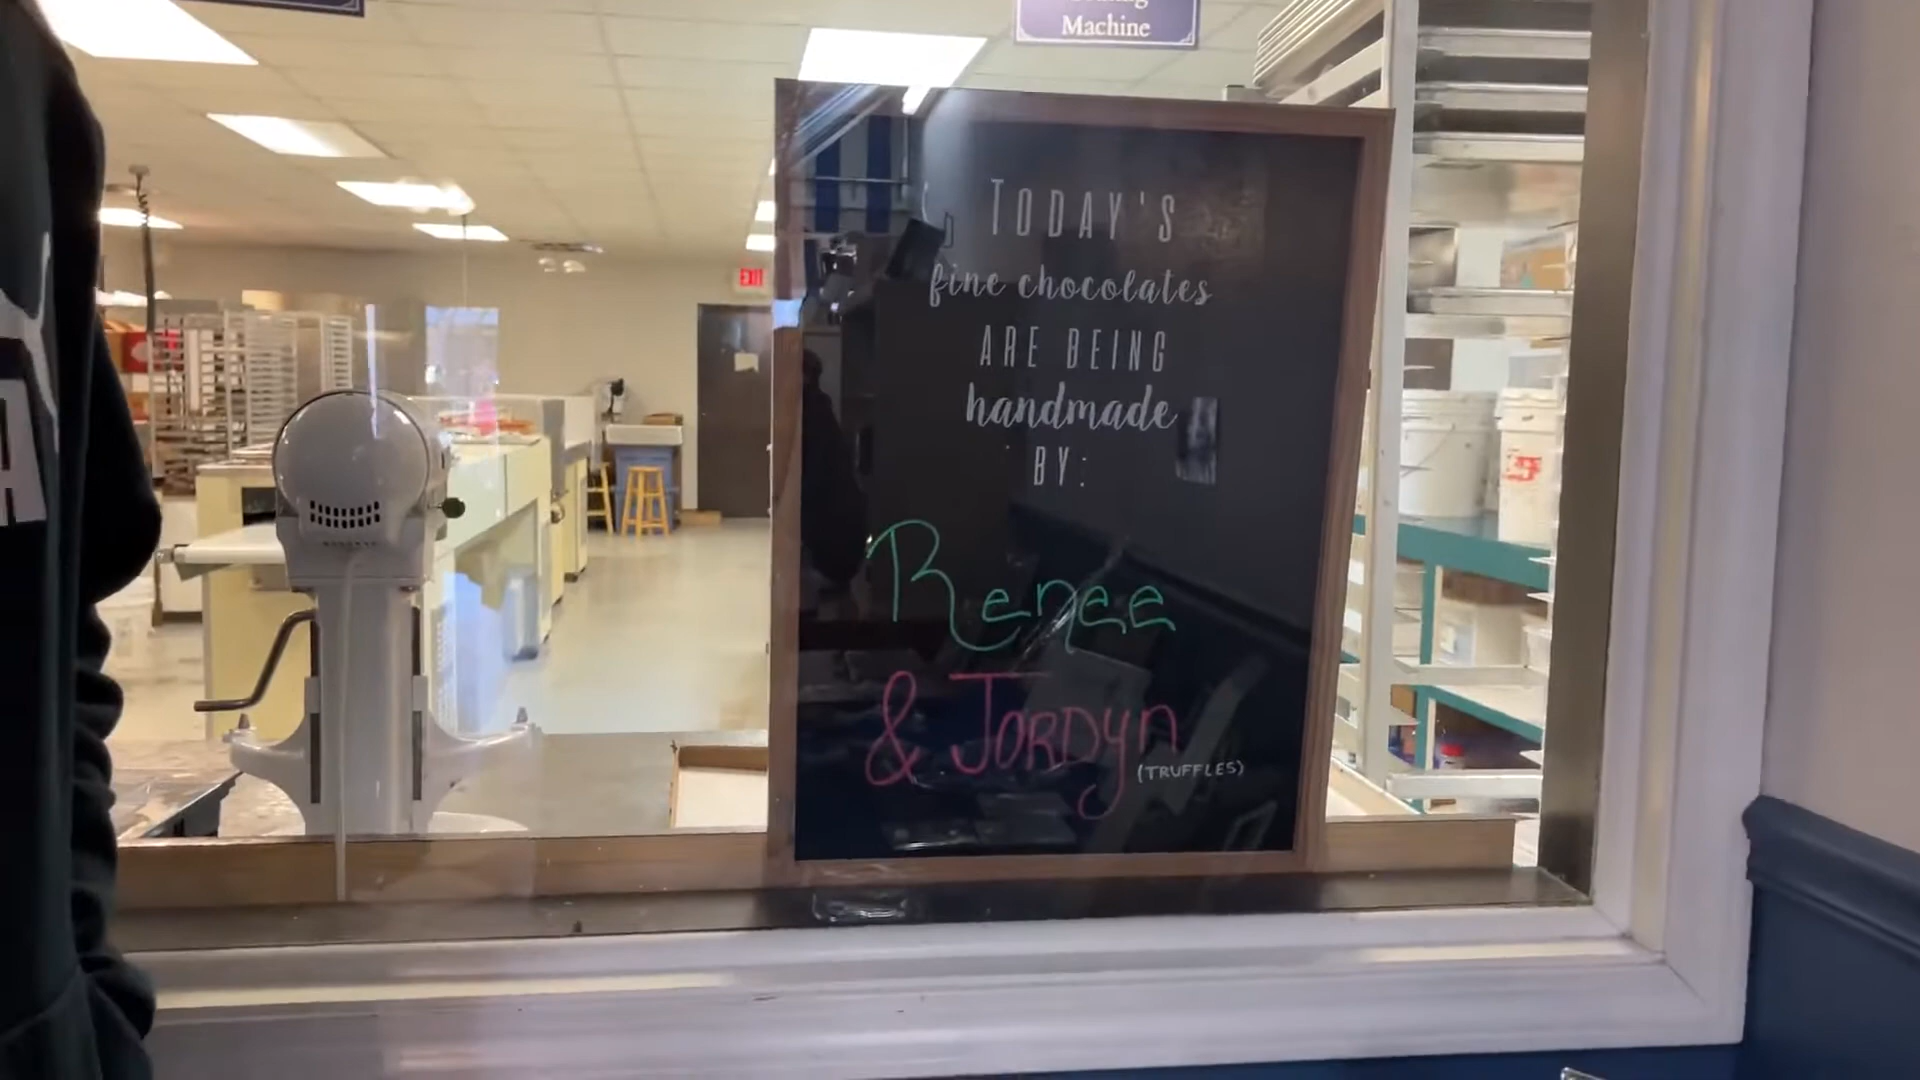 Machine
EXIT
TODAY'S
fine chocolates
ARE BEING
handmade
BY:
Renee
& Jordyn
(TRUFFLES)